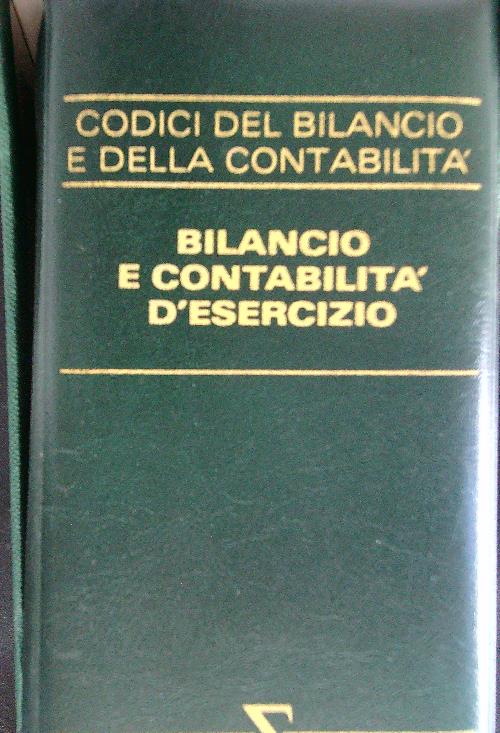 CODICI DEL BILANCIO
E DELLA CONTABILITA'
BILANCIO
E CONTABILITA'
D'ESERCIZIO